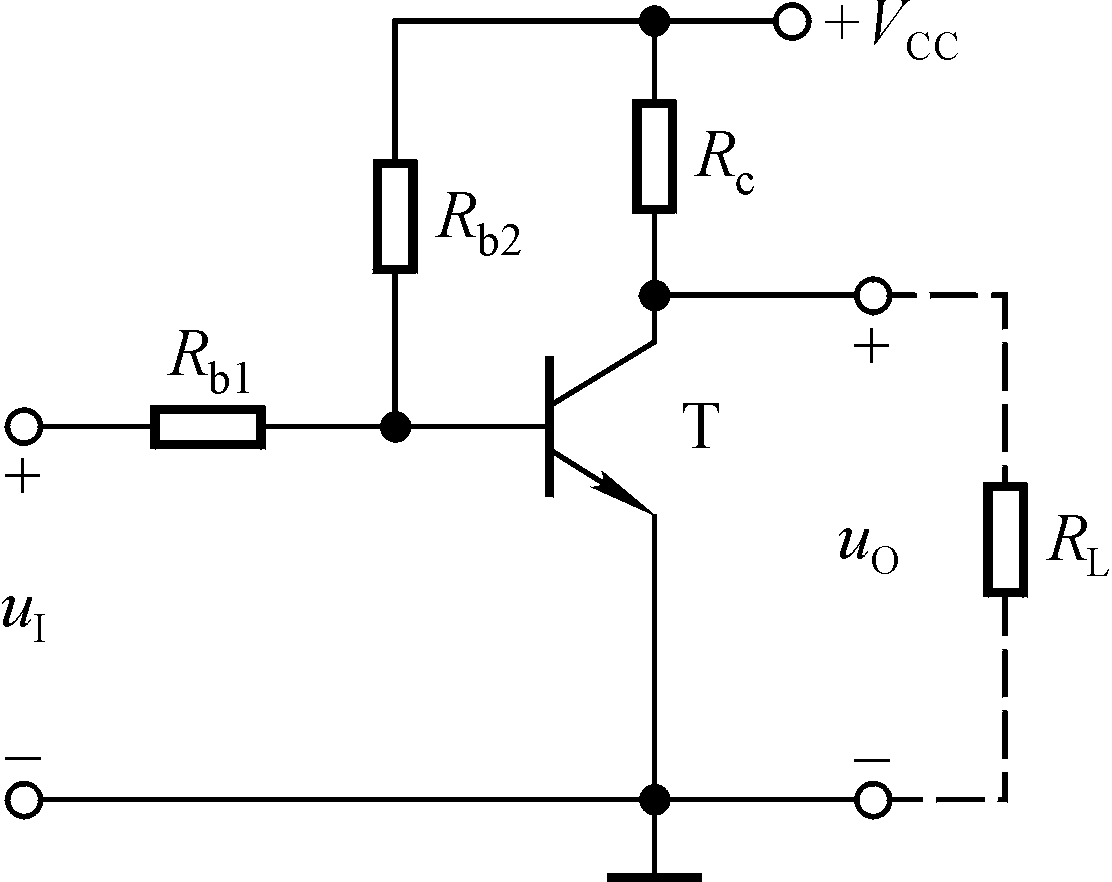 +V_CC
R_c
R_b2
R_b1
+
T
+
u_O
R_L
u_I
−
−